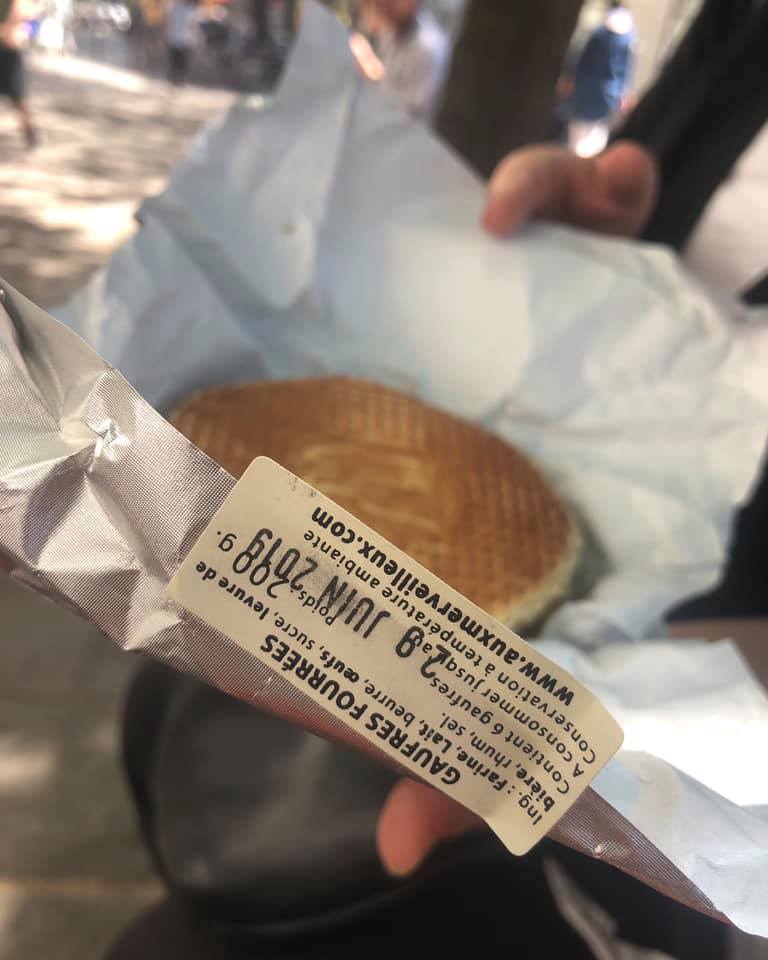 GAUFRES FOURRÉES
Ing.: Farine, Lait, beurre, œufs, sucre, levure de
bière, rhum, sel.
Contient 6 gaufres Poids: 200 g.
A consommer jusqu'au 29 JUIN 2019
Conservation à température ambiante
www.auxmerveilleux.com